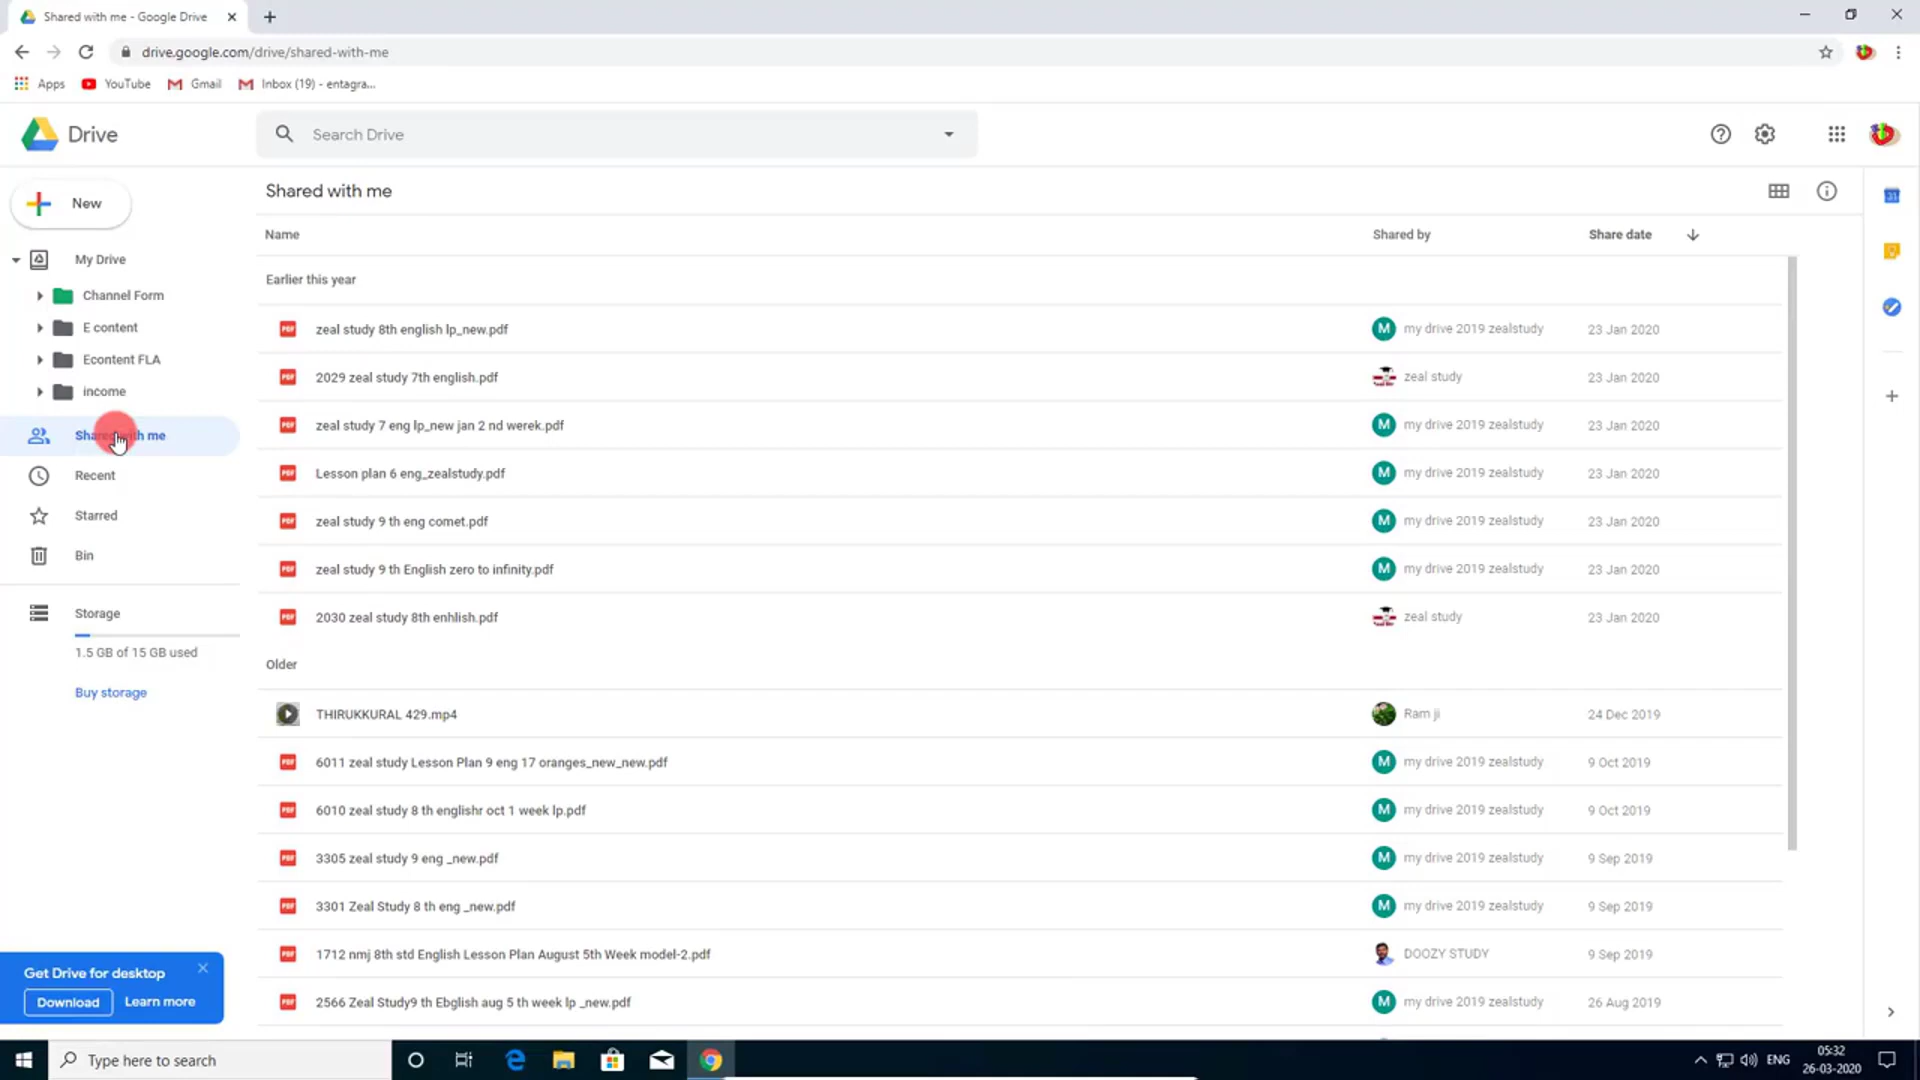 Shared with me - Google Drive
drive.google.com/drive/shared-with-me
Apps YouTube Gmail Inbox (19) - entagra...
Drive Search Drive
New
Shared with me
Name Shared by Share date
My Drive
Earlier this year
Channel Form
E content
Econtent FLA
income
Shared with me
Recent
Starred
Bin
Storage
1.5 GB of 15 GB used
Buy storage
zeal study 8th english lp_new.pdf my drive 2019 zealstudy 23 Jan 2020
2029 zeal study 7th english.pdf zeal study 23 Jan 2020
zeal study 7 eng lp_new jan 2 nd werek.pdf my drive 2019 zealstudy 23 Jan 2020
Lesson plan 6 eng_zealstudy.pdf my drive 2019 zealstudy 23 Jan 2020
zeal study 9 th eng comet.pdf my drive 2019 zealstudy 23 Jan 2020
zeal study 9 th English zero to infinity.pdf my drive 2019 zealstudy 23 Jan 2020
2030 zeal study 8th enhlish.pdf zeal study 23 Jan 2020
Older
THIRUKKURAL 429.mp4 Ram ji 24 Dec 2019
6011 zeal study Lesson Plan 9 eng 17 oranges_new_new.pdf my drive 2019 zealstudy 9 Oct 2019
6010 zeal study 8 th englishr oct 1 week lp.pdf my drive 2019 zealstudy 9 Oct 2019
3305 zeal study 9 eng _new.pdf my drive 2019 zealstudy 9 Sep 2019
3301 Zeal Study 8 th eng _new.pdf my drive 2019 zealstudy 9 Sep 2019
1712 nmj 8th std English Lesson Plan August 5th Week model-2.pdf DOOZY STUDY 9 Sep 2019
2566 Zeal Study9 th Ebglish aug 5 th week lp _new.pdf my drive 2019 zealstudy 26 Aug 2019
Get Drive for desktop
Download Learn more
Type here to search
ENG
05:32
26-03-2020